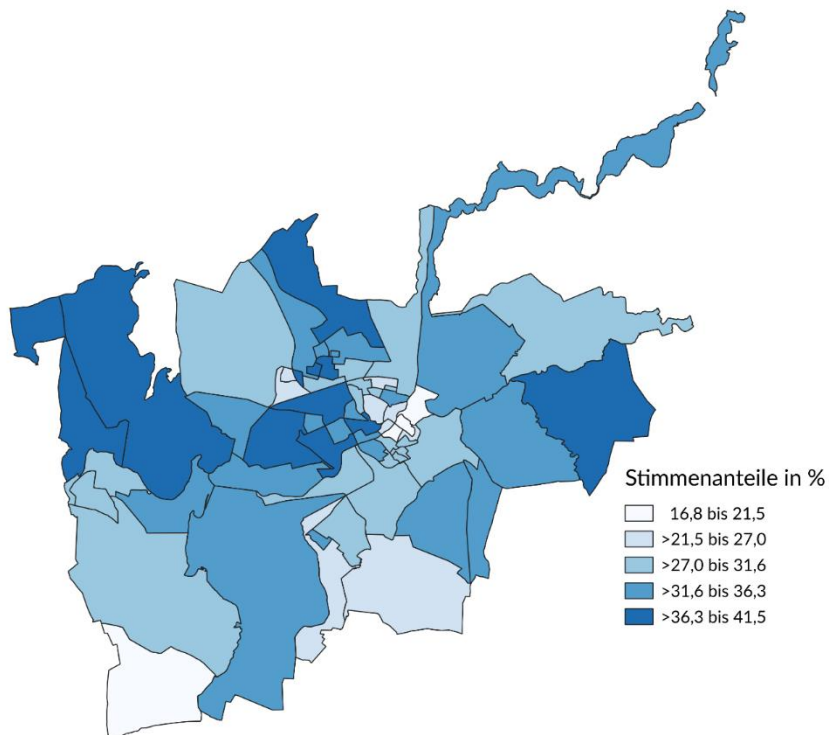 Stimmenanteile in %
16,8 bis 21,5
>21,5 bis 27,0
>27,0 bis 31,6
>31,6 bis 36,3
>36,3 bis 41,5